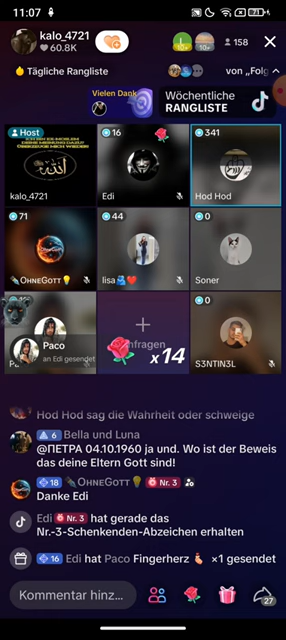 11:07
71
kalo_4721
60.8K
10+
158
Tägliche Rangliste
von „Folg
Vielen Dank
Wöchentliche
RANGLISTE
Host
16
341
kalo_4721
Edi
Hod Hod
71
44
0
OHNEGOTT
lisa
Soner
Paco
an Edi gesendet
x14
0
S3NTIN3L
Hod Hod sag die Wahrheit oder schweige
6 Bella und Luna
@ПETPA 04.10.1960 ja und. Wo ist der Beweis
das deine Eltern Gott sind!
18 OHNEGOTT Nr. 3
Danke Edi
Edi Nr. 3 hat gerade das
Nr.-3-Schenkenden-Abzeichen erhalten
16 Edi hat Paco Fingerherz ×1 gesendet
Kommentar hinz...
27